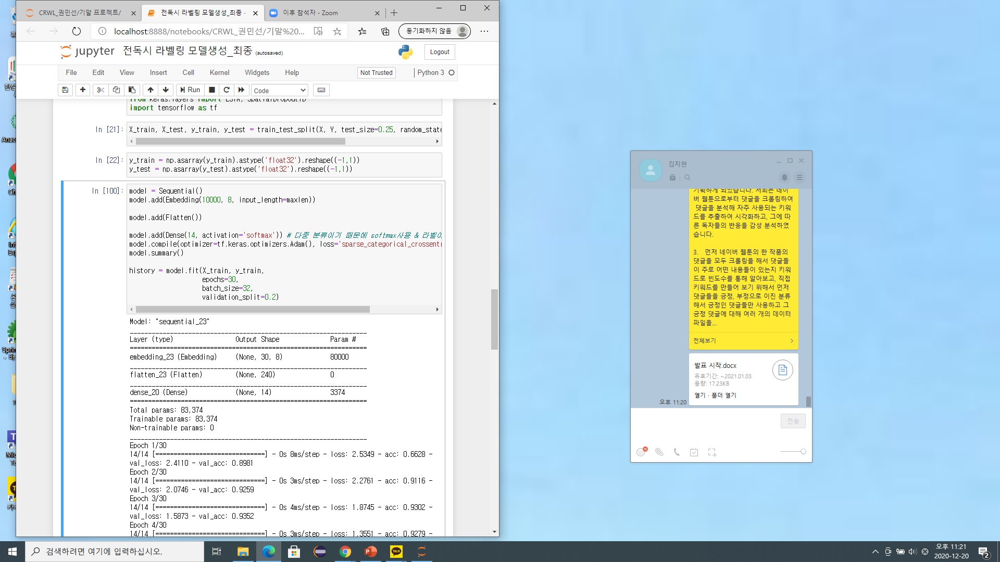 CRWL_권민선/기말 프로젝트/
전독시 라벨링 모델생성_최종 -
이후 참석자 - Zoom
localhost:8888/notebooks/CRWL_권민선/기말%20...
동기화하지 않음
jupyter
전독시 라벨링 모델생성_최종 (autosaved)
Logout
File Edit View Insert Cell Kernel Widgets Help
Not Trusted
Python 3
Run
Code
from keras.layers import LSTM, SpatialDropout1D
import tensorflow as tf
In [21]:
X_train, X_test, y_train, y_test = train_test_split(X, Y, test_size=0.25, random_state
In [22]:
y_train = np.asarray(y_train).astype('float32').reshape((-1,1))
y_test = np.asarray(y_test).astype('float32').reshape((-1,1))
In [100]:
model = Sequential()
model.add(Embedding(10000, 8, input_length=maxlen))
model.add(Flatten())
model.add(Dense(14, activation='softmax')) # 다중 분류이기 때문에 softmax사용 & 라벨이
model.compile(optimizer=tf.keras.optimizers.Adam(), loss='sparse_categorical_crossentr
model.summary()
history = model.fit(X_train, y_train,
epochs=30,
batch_size=32,
validation_split=0.2)
Model: "sequential_23"
Layer (type) Output Shape Param #
embedding_23 (Embedding) (None, 30, 8) 80000
flatten_23 (Flatten) (None, 240) 0
dense_20 (Dense) (None, 14) 3374
Total params: 83,374
Trainable params: 83,374
Non-trainable params: 0
Epoch 1/30
14/14 [==============================] - 0s 8ms/step - loss: 2.5349 - acc: 0.6628 -
val_loss: 2.4110 - val_acc: 0.8981
Epoch 2/30
14/14 [==============================] - 0s 3ms/step - loss: 2.2761 - acc: 0.9116 -
val_loss: 2.0746 - val_acc: 0.9259
Epoch 3/30
14/14 [==============================] - 0s 4ms/step - loss: 1.8745 - acc: 0.9302 -
val_loss: 1.5873 - val_acc: 0.9352
Epoch 4/30
14/14 [==============================] - 0s 3ms/step - loss: 1.3551 - acc: 0.9279 -
김지현
기획하게 되었습니다. 저희는 네이
버 웹툰으로부터 댓글을 크롤링하여
댓글을 분석해 자주 사용되는 키워
드를 추출하여 시각화하고, 그에 따
른 독자들의 반응을 감성 분석하였
습니다.
3. 먼저 네이버 웹툰의 한 작품의
댓글을 모두 크롤링을 해서 댓글들
이 주로 어떤 내용들이 있는지 키워
드로 빈도수를 통해 알아보고, 직접
키워드를 만들어 보기 위해서 먼저
댓글들을 긍정, 부정으로 이진 분류
해서 긍정인 댓글들만 사용하고 그
긍정 댓글에 대해 여러 개의 데이터
파일을...
전체보기
발표 시작.docx
유효기간: ~2021.01.03
용량: 17.23KB
열기 · 폴더 열기
오후 11:20
전송
검색하려면 여기에 입력하십시오.
TALK
오후 11:21
2020-12-20
2